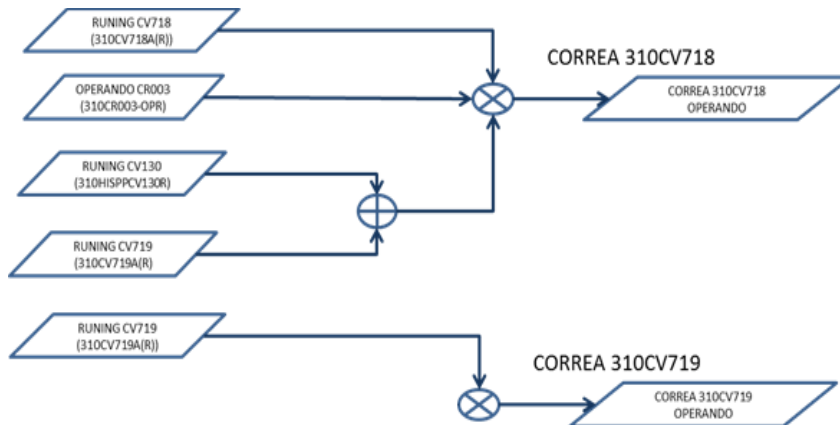 RUNING CV718
(310CV718A(R))
CORREA 310CV718
OPERANDO CR003
(310CR003-OPR)
CORREA 310CV718
OPERANDO
RUNING CV130
(310HISPPCV130R)
RUNING CV719
(310CV719A(R)
RUNING CV719
(310CV719A(R))
CORREA 310CV719
CORREA 310CV719
OPERANDO